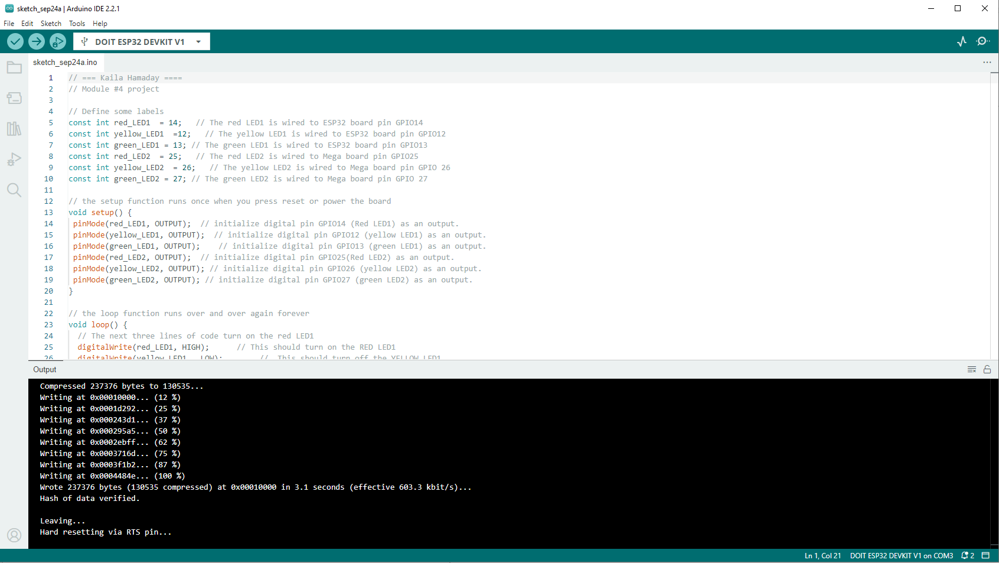 sketch_sep24a | Arduino IDE 2.2.1
File Edit Sketch Tools Help
DOIT ESP32 DEVKIT V1
sketch_sep24a.ino
1 // === Kaila Hamaday ====
2 // Module #4 project
3
4 // Define some labels
5 const int red_LED1  = 14;   // The red LED1 is wired to ESP32 board pin GPIO14
6 const int yellow_LED1  =12;   // The yellow LED1 is wired to ESP32 board pin GPIO12
7 const int green_LED1 = 13; // The green LED1 is wired to ESP32 board pin GPIO13
8 const int red_LED2  = 25;   // The red LED2 is wired to Mega board pin GPIO25
9 const int yellow_LED2  = 26;   // The yellow LED2 is wired to Mega board pin GPIO 26
10 const int green_LED2 = 27; // The green LED2 is wired to Mega board pin GPIO 27
11
12 // the setup function runs once when you press reset or power the board
13 void setup() {
14 pinMode(red_LED1, OUTPUT);  // initialize digital pin GPIO14 (Red LED1) as an output.
15 pinMode(yellow_LED1, OUTPUT);  // initialize digital pin GPIO12 (yellow LED1) as an output.
16 pinMode(green_LED1, OUTPUT);    // initialize digital pin GPIO13 (green LED1) as an output.
17 pinMode(red_LED2, OUTPUT);  // initialize digital pin GPIO25(Red LED2) as an output.
18 pinMode(yellow_LED2, OUTPUT); // initialize digital pin GPIO26 (yellow LED2) as an output.
19 pinMode(green_LED2, OUTPUT); // initialize digital pin GPIO27 (green LED2) as an output.
20 }
21
22 // the loop function runs over and over again forever
23 void loop() {
24 // The next three lines of code turn on the red LED1
25 digitalWrite(red_LED1, HIGH);      // This should turn on the RED LED1
26 digitalWrite(yellow_LED1 , LOW);        //  This should turn off the YELLOW LED1
Output
Compressed 237376 bytes to 130535...
Writing at 0x00010000... (12 %)
Writing at 0x0001d292... (25 %)
Writing at 0x000243d1... (37 %)
Writing at 0x000295a5... (50 %)
Writing at 0x0002ebff... (62 %)
Writing at 0x0003716d... (75 %)
Writing at 0x0003f1b2... (87 %)
Writing at 0x0004484e... (100 %)
Wrote 237376 bytes (130535 compressed) at 0x00010000 in 3.1 seconds (effective 603.3 kbit/s)...
Hash of data verified.

Leaving...
Hard resetting via RTS pin...
Ln 1, Col 21 DOIT ESP32 DEVKIT V1 on COM3 2